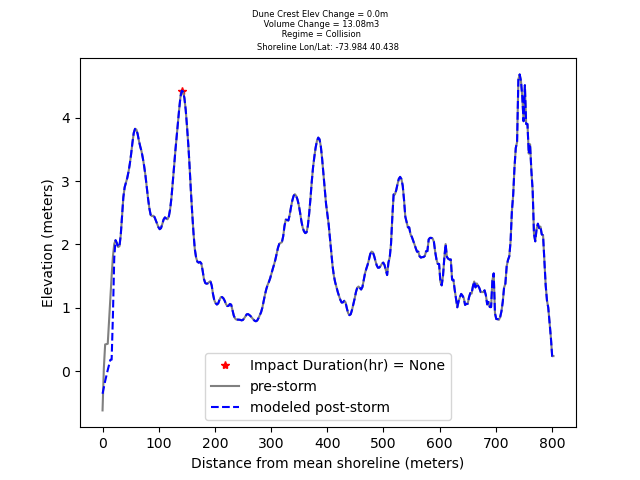 Dune Crest Elev Change = 0.0m
Volume Change = 13.08m3
Regime = Collision
Shoreline Lon/Lat: -73.984 40.438
Elevation (meters)
4
3
2
1
0
Impact Duration(hr) = None
pre-storm
modeled post-storm
0 100 200 300 400 500 600 700 800
Distance from mean shoreline (meters)